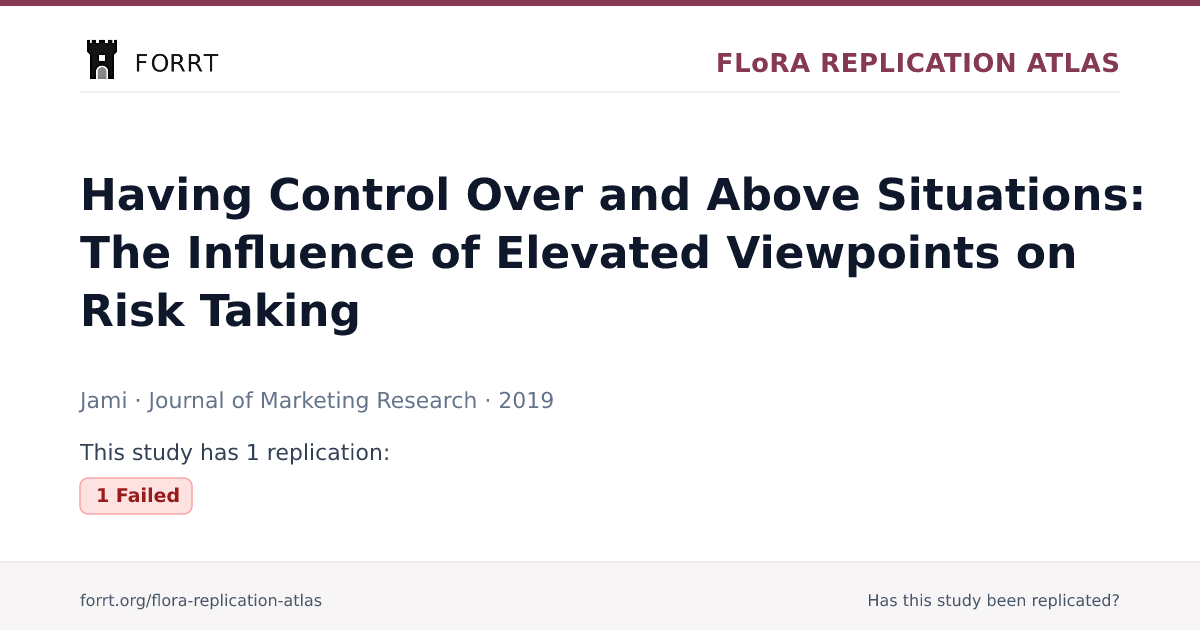 FORRT
FLoRA REPLICATION ATLAS
Having Control Over and Above Situations:
The Influence of Elevated Viewpoints on
Risk Taking
Jami · Journal of Marketing Research · 2019
This study has 1 replication:
1 Failed
forrt.org/flora-replication-atlas
Has this study been replicated?